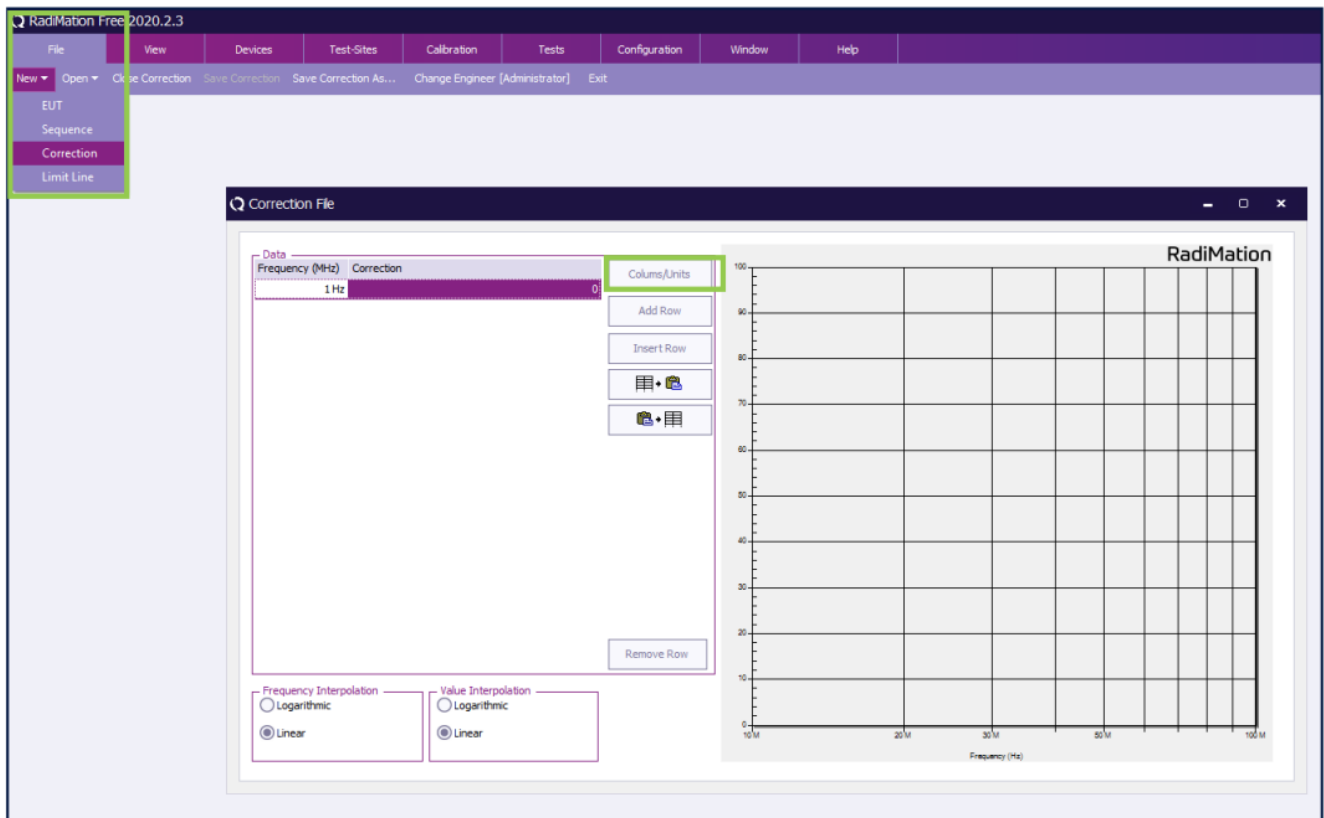 RadiMation Free 2020.2.3
File View Devices Test-Sites Calibration Tests Configuration Window Help
New Open Close Correction Save Correction Save Correction As... Change Engineer [Administrator] Exit
EUT
Sequence
Correction
Limit Line
Correction File
Data
Frequency (MHz) Correction
1 Hz 0
Colums/Units
Add Row
Insert Row
Remove Row
Frequency Interpolation
Logarithmic
Linear
Value Interpolation
Logarithmic
Linear
RadiMation
100
90
80
70
60
50
40
30
20
10
0
10 M 20 M 30 M 50 M 100 M
Frequency (Hz)